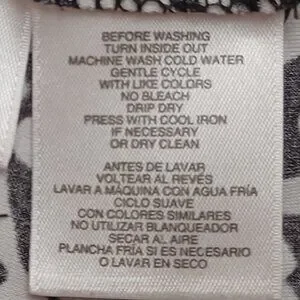 BEFORE WASHING
TURN INSIDE OUT
MACHINE WASH COLD WATER
GENTLE CYCLE
WITH LIKE COLORS
NO BLEACH
DRIP DRY
PRESS WITH COOL IRON
IF NECESSARY
OR DRY CLEAN
ANTES DE LAVAR
VOLTEAR AL REVÉS
LAVAR A MÁQUINA CON AGUA FRÍA
CICLO SUAVE
CON COLORES SIMILARES
NO UTILIZAR BLANQUEADOR
SECAR AL AIRE
PLANCHA FRÍA SI ES NECESARIO
O LAVAR EN SECO